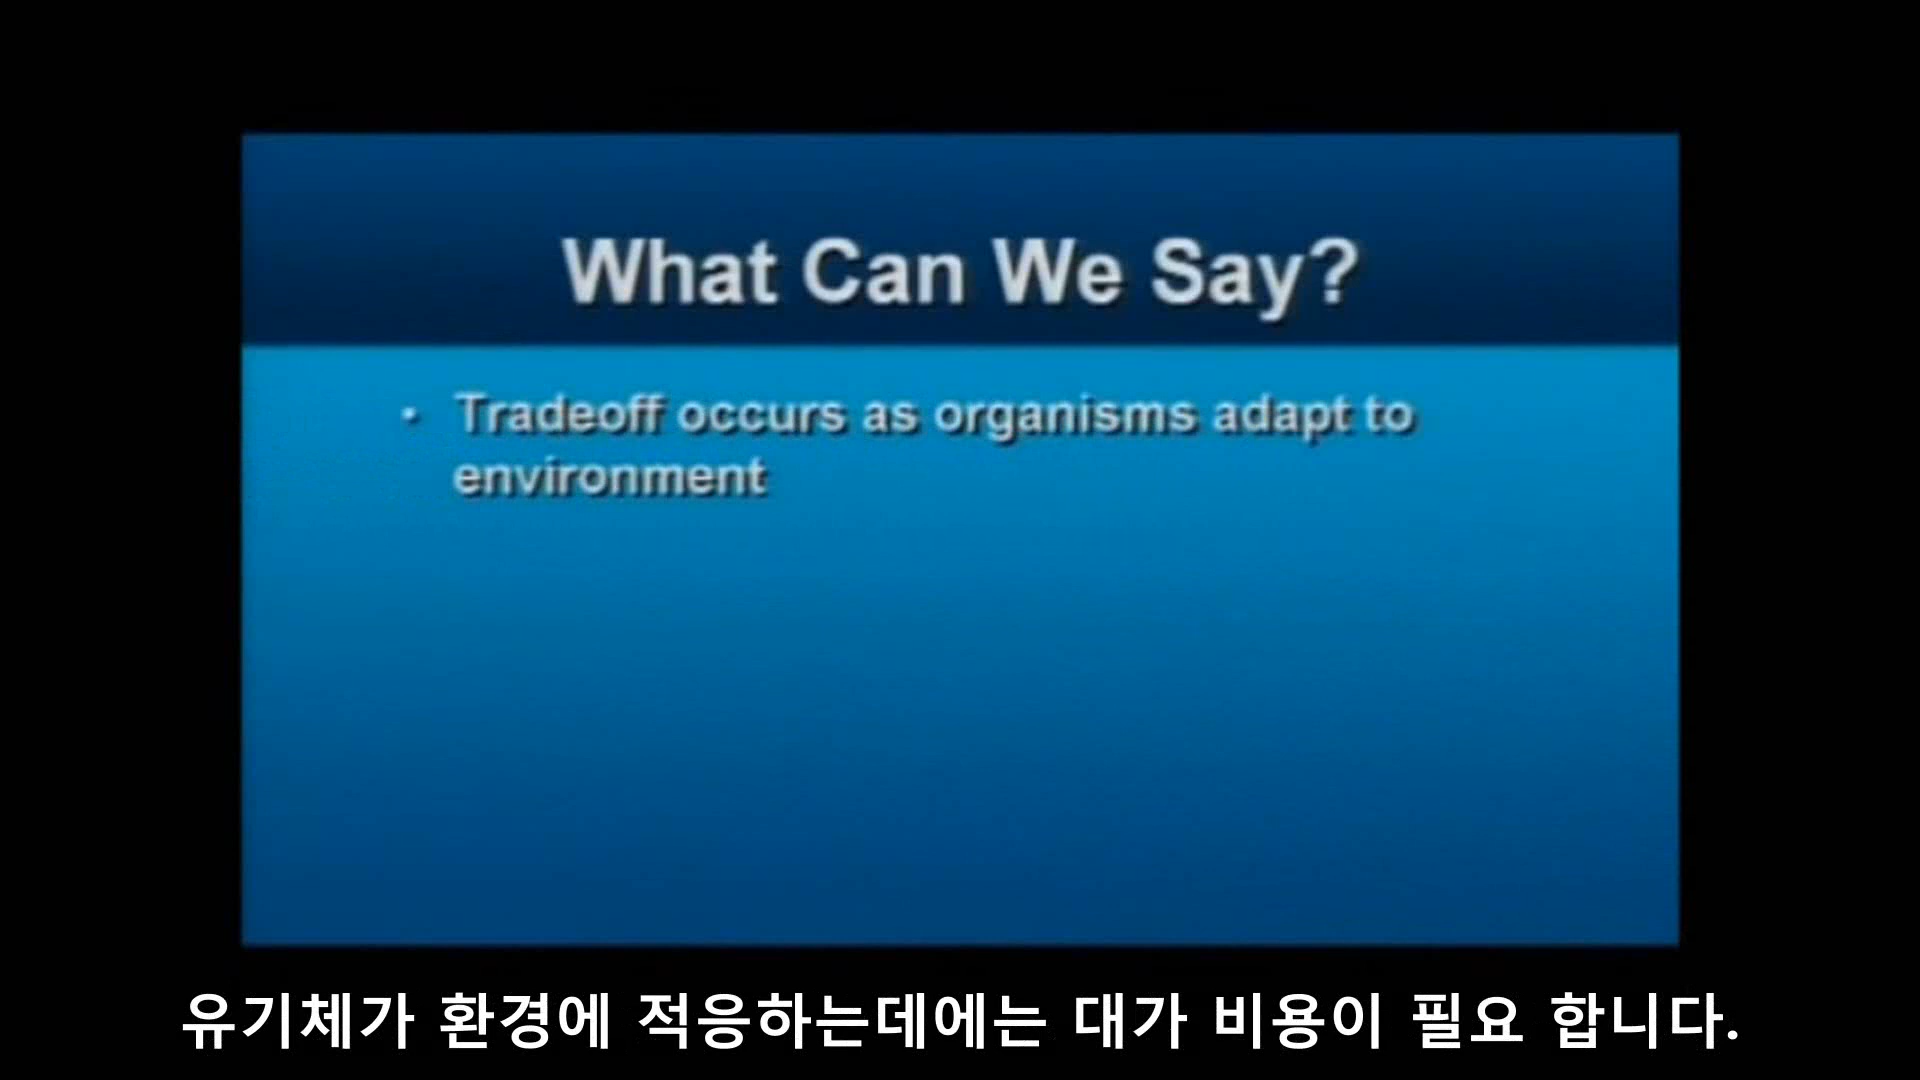 What Can We Say?
• Tradeoff occurs as organisms adapt to
environment
유기체가 환경에 적응하는데에는 대가 비용이 필요 합니다.